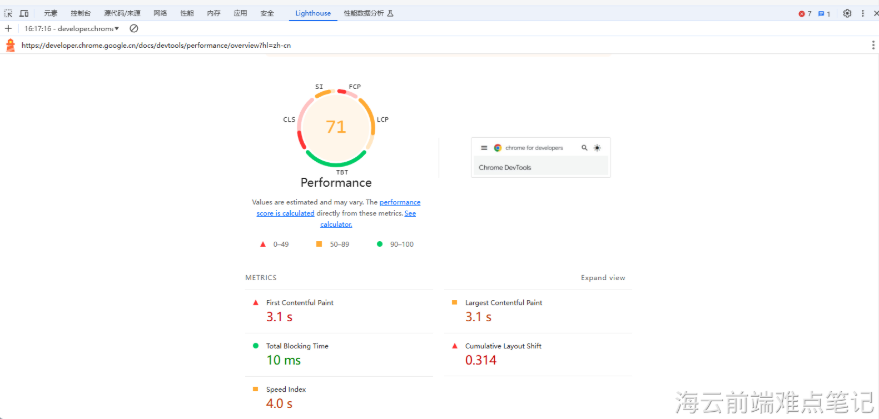 元素 控制台 源代码/来源 网络 性能 内存 应用 安全 Lighthouse 性能数据分析 7 1
16:17:16 - developer.chrome
https://developer.chrome.google.cn/docs/devtools/performance/overview?hl=zh-cn
SI FCP
CLS LCP
71
TBT
Performance
Values are estimated and may vary. The performance
score is calculated directly from these metrics. See
calculator.
0–49 50–89 90–100
chrome for developers
Chrome DevTools
METRICS Expand view
First Contentful Paint
3.1 s
Largest Contentful Paint
3.1 s
Total Blocking Time
10 ms
Cumulative Layout Shift
0.314
Speed Index
4.0 s
海云前端难点笔记